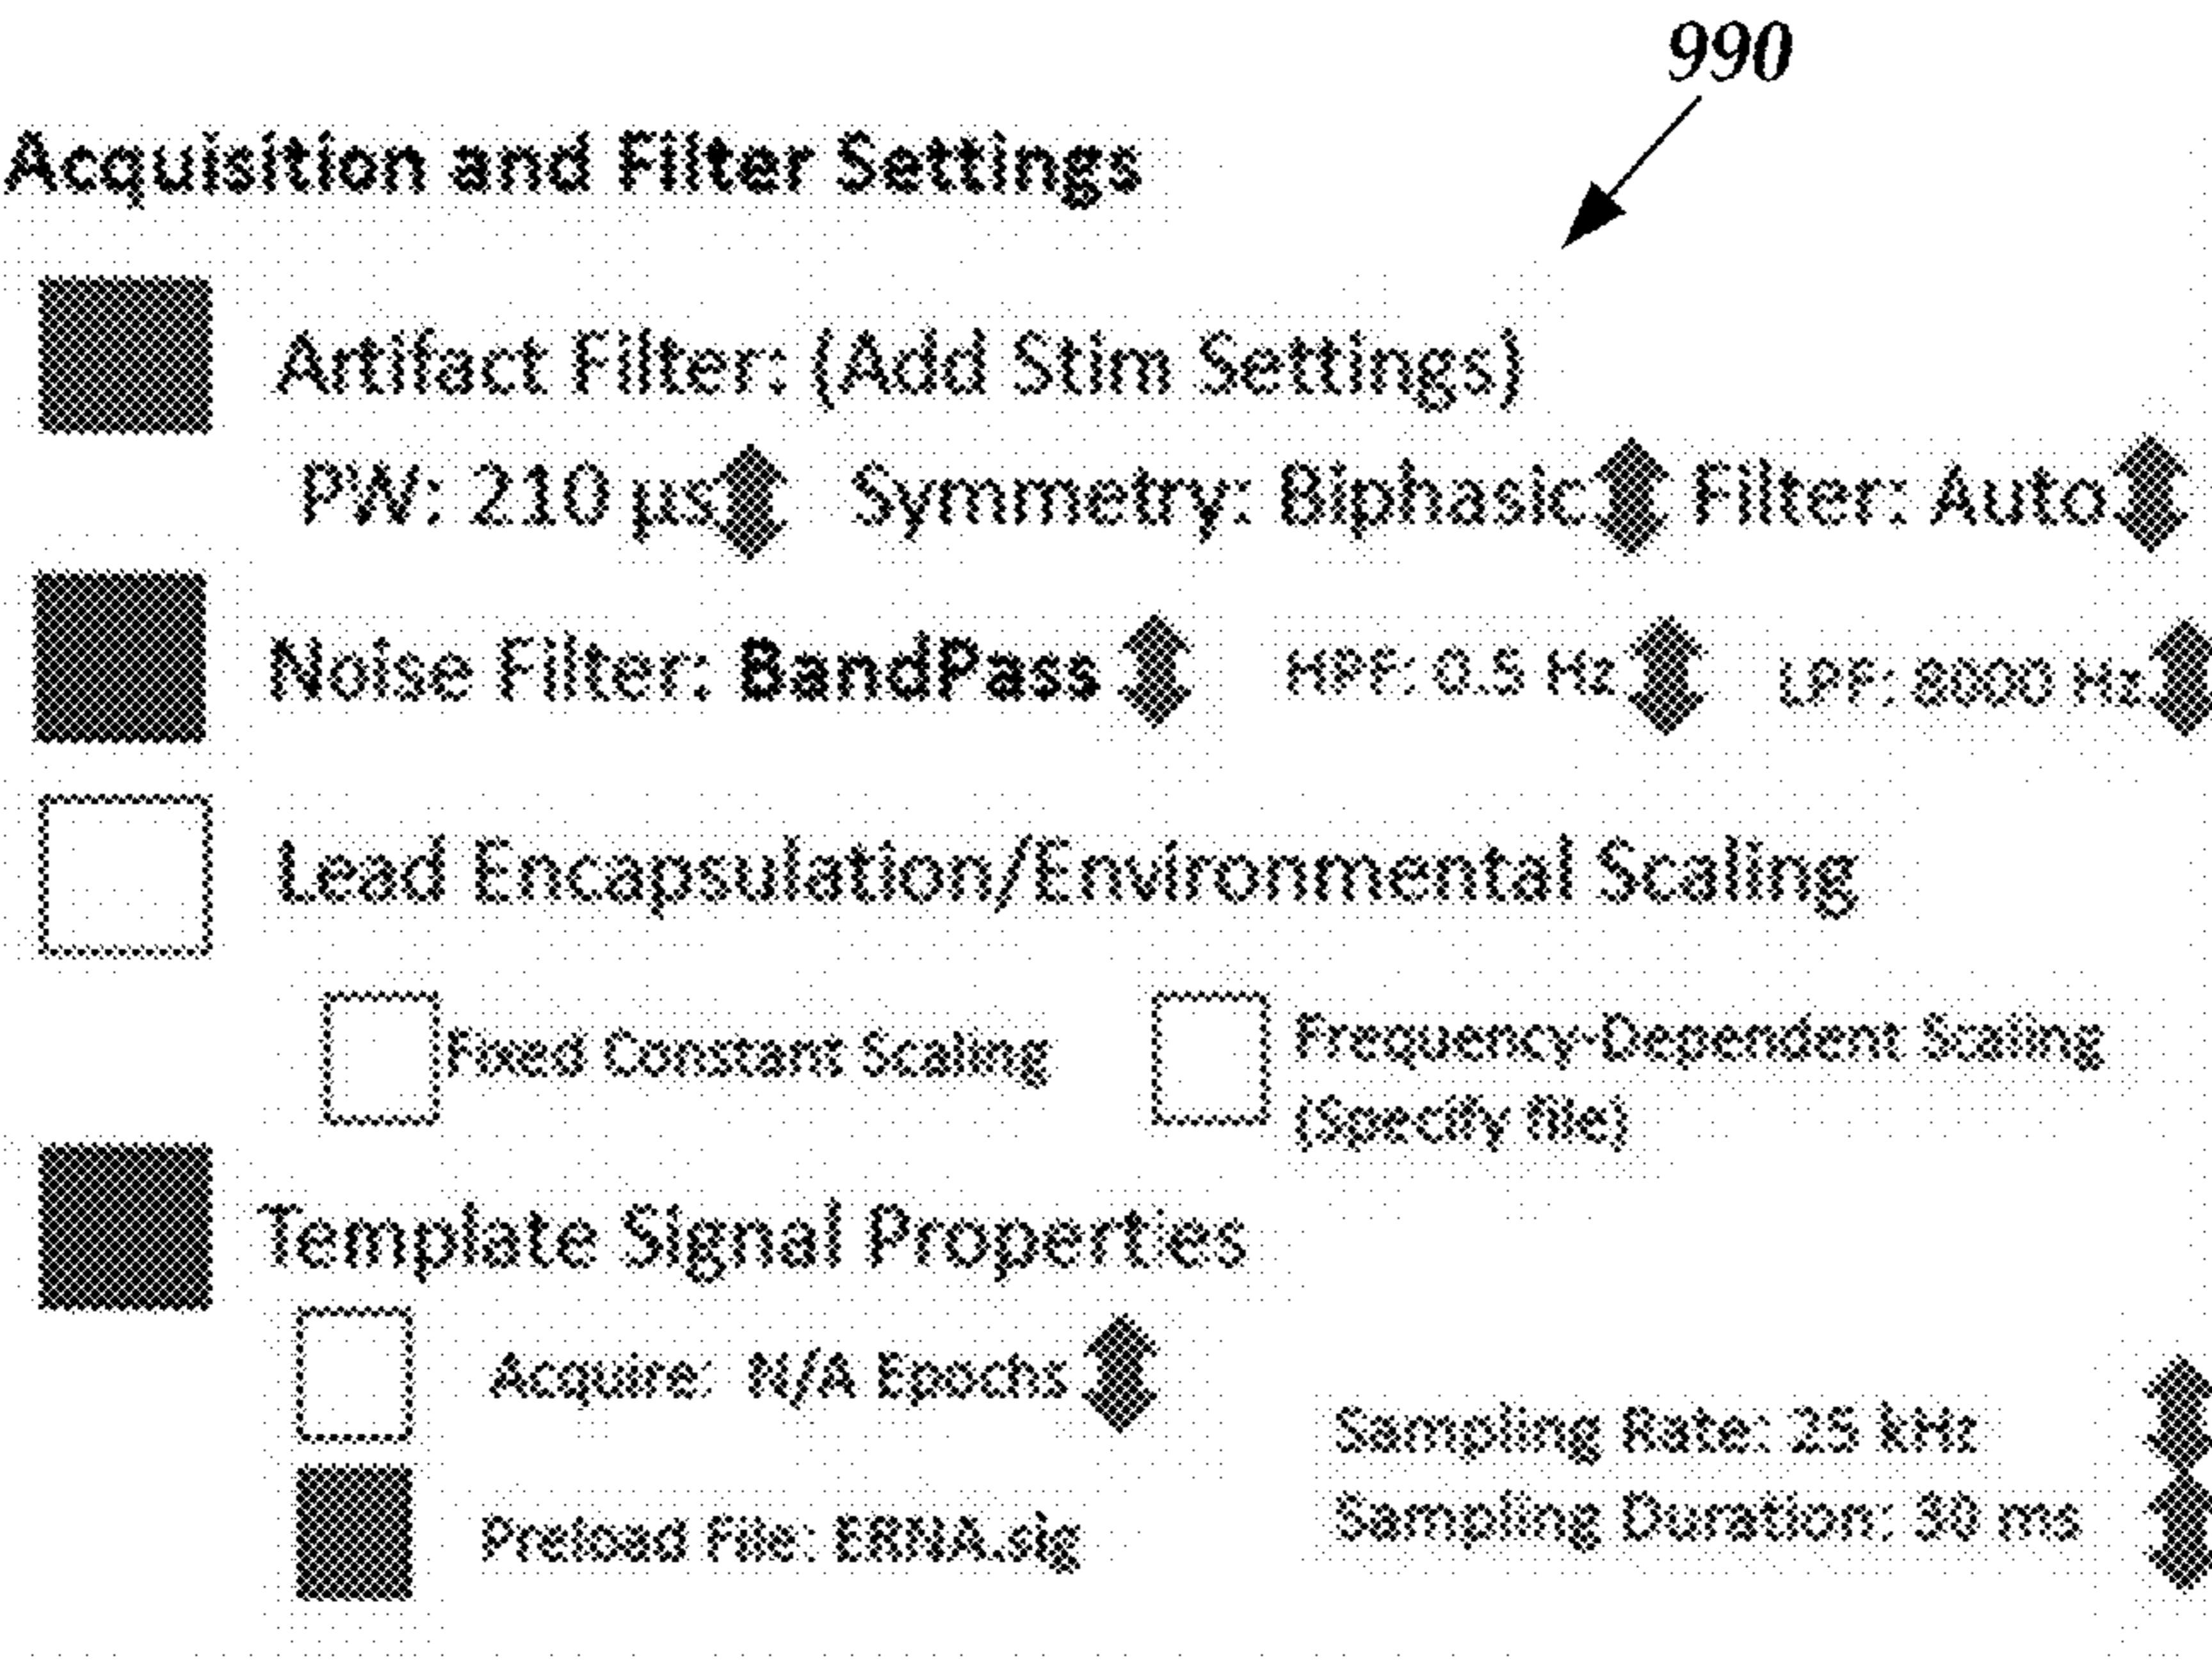 990
Acquisition and Filter Settings
Artifact Filter: (Add Stim Settings)
PW: 210 µs Symmetry: Biphasic Filter: Auto
Noise Filter: BandPass HPF: 0.5 Hz LPF: 8000 Hz
Lead Encapsulation/Environmental Scaling
Fixed Constant Scaling Frequency-Dependent Scaling
(Specify file)
Template Signal Properties
Acquire: N/A Epochs
Sampling Rate: 25 kHz
Preload File: ERNA.sig Sampling Duration: 30 ms